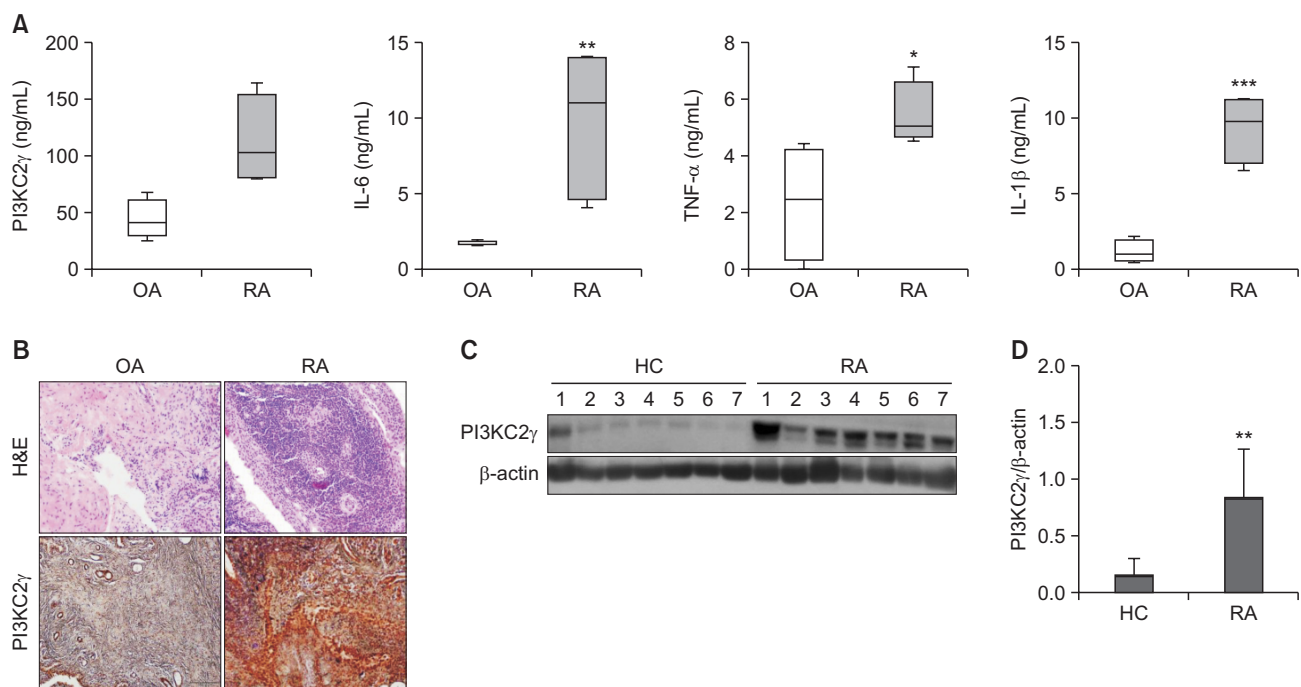 A
PI3KC2γ (ng/mL)
200
150
100
50
0
OA RA
IL-6 (ng/mL)
15
10
5
0
**
OA RA
TNF-α (ng/mL)
8
6
4
2
0
*
OA RA
IL-1β (ng/mL)
15
10
5
0
***
OA RA
B
OA RA
H&E
PI3KC2γ
C
HC RA
1 2 3 4 5 6 7 1 2 3 4 5 6 7
PI3KC2γ
β-actin
D
PI3KC2γ/β-actin
2.0
1.5
1.0
0.5
0.0
**
HC RA